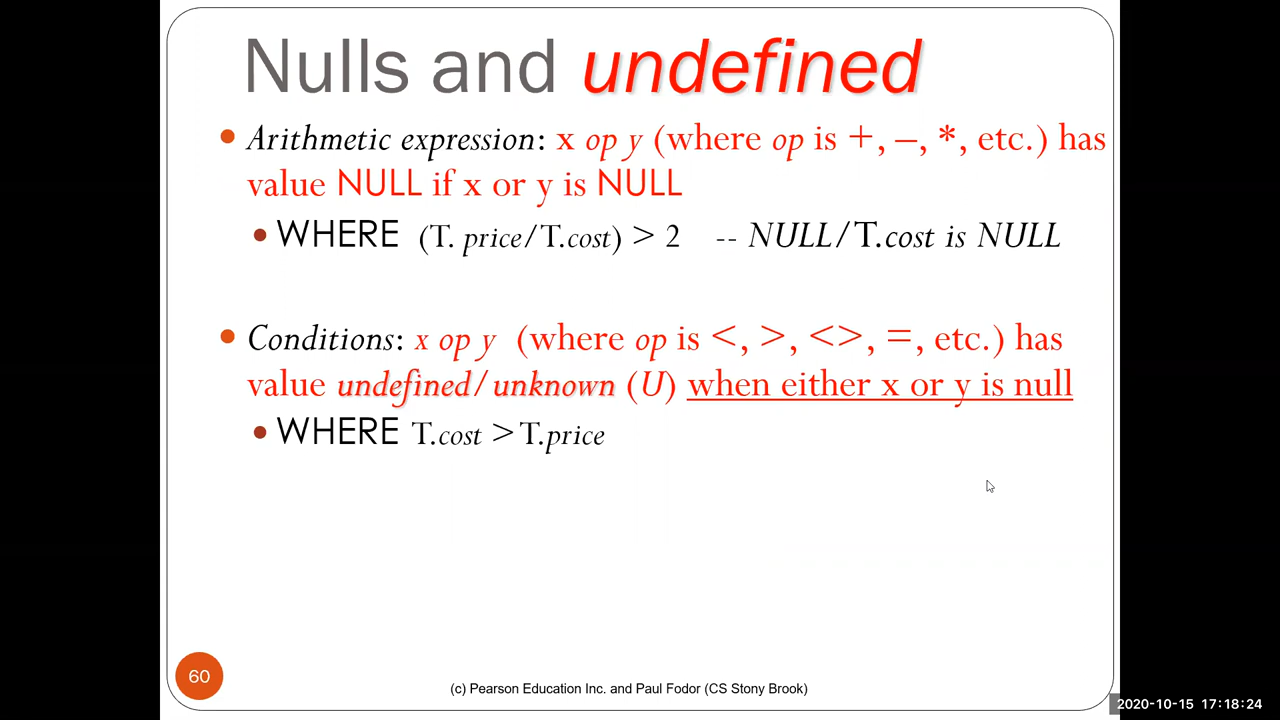 Nulls and undefined
• Arithmetic expression: x op y (where op is +, –, *, etc.) has
value NULL if x or y is NULL
• WHERE (T. price/T.cost) > 2 -- NULL/T.cost is NULL
• Conditions: x op y (where op is <, >, <>, =, etc.) has
value undefined/unknown (U) when either x or y is null
• WHERE T.cost > T.price
60
(c) Pearson Education Inc. and Paul Fodor (CS Stony Brook)
2020-10-15 17:18:24